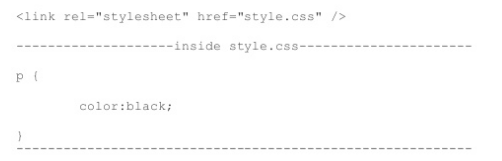 <link rel="stylesheet" href="style.css" />
--------------------inside style.css----------------------
p {
color:black;
}
----------------------------------------------------------